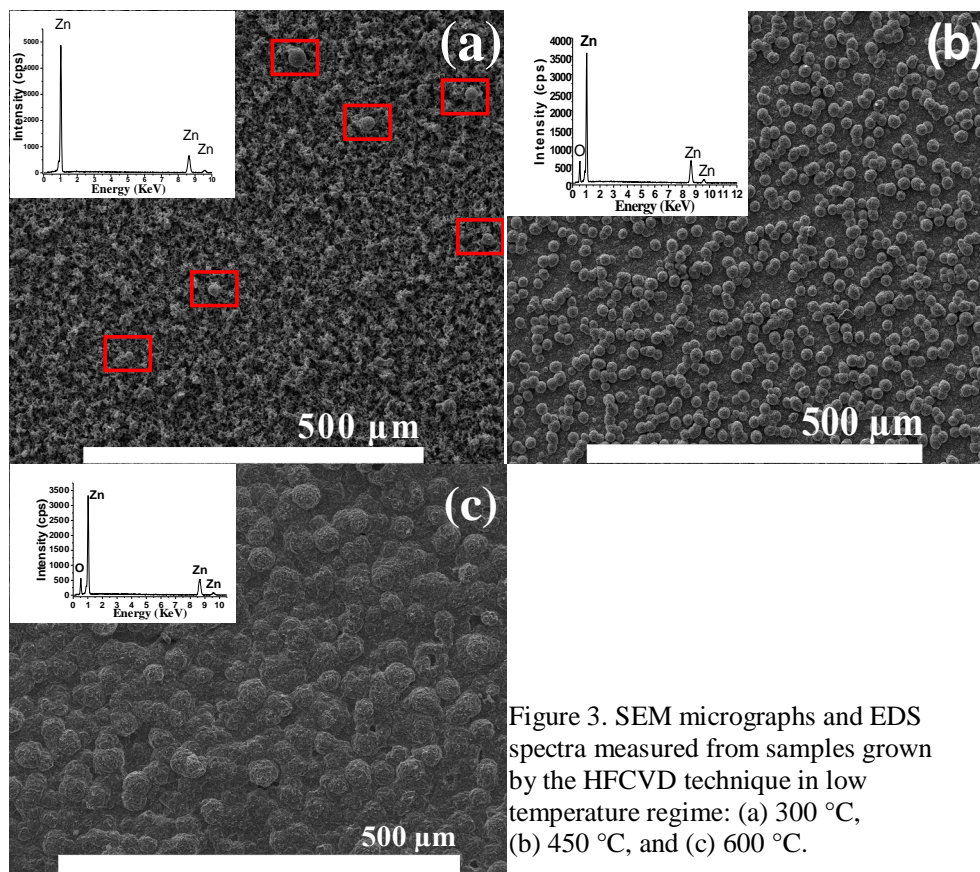 (a)
Zn
5000
4000
3000
2000
1000
0
Intensity (cps)
Zn
Zn
0 1 2 3 4 5 6 7 8 9 10
Energy (KeV)
500 µm
(b)
4000
3500
3000
2500
2000
1500
1000
500
0
Intensity (cps)
Zn
O
Zn
Zn
0 1 2 3 4 5 6 7 8 9 10 11 12
Energy (KeV)
500 µm
(c)
3500
3000
2500
2000
1500
1000
500
0
Intensity (cps)
Zn
O
Zn
Zn
0 1 2 3 4 5 6 7 8 9 10
Energy (KeV)
500 µm
Figure 3. SEM micrographs and EDS
spectra measured from samples grown
by the HFCVD technique in low
temperature regime: (a) 300 °C,
(b) 450 °C, and (c) 600 °C.